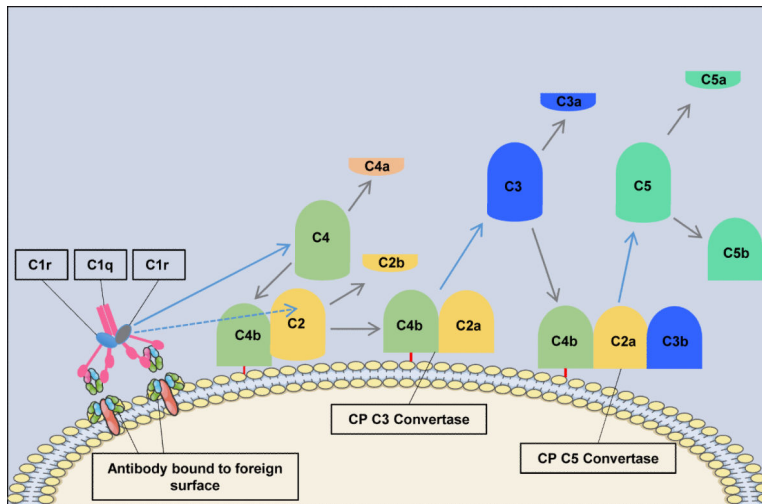 C5a
C3a
C4a
C3
C5
C4
C2b
C5b
C1r
C1q
C1r
C4b
C2
C4b
C2a
C4b
C2a
C3b
CP C3 Convertase
CP C5 Convertase
Antibody bound to foreign
surface